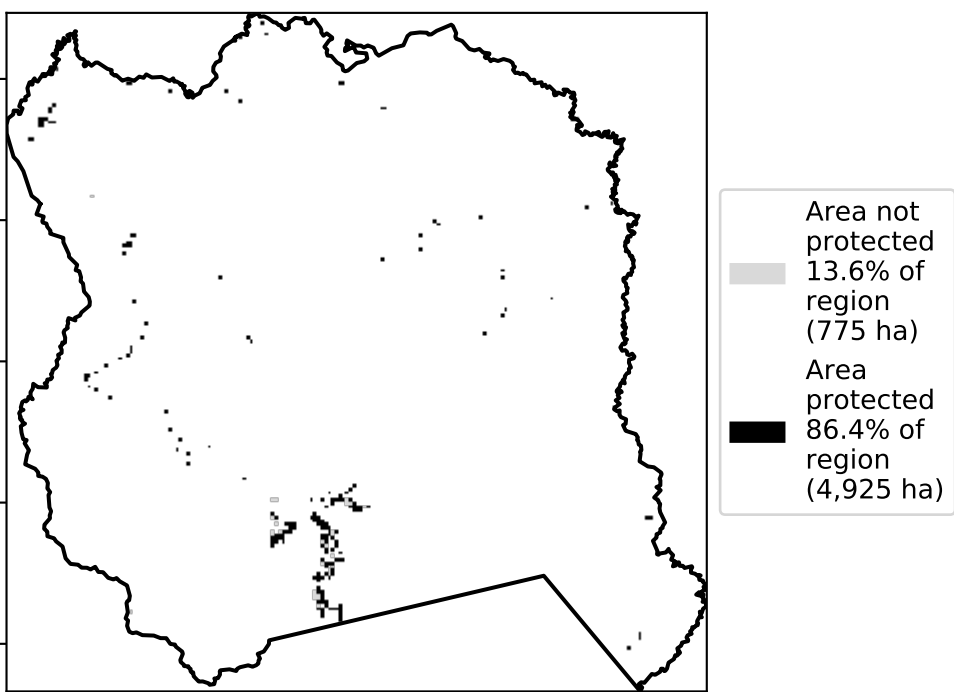 Area not
protected
13.6% of
region
(775 ha)
Area
protected
86.4% of
region
(4,925 ha)